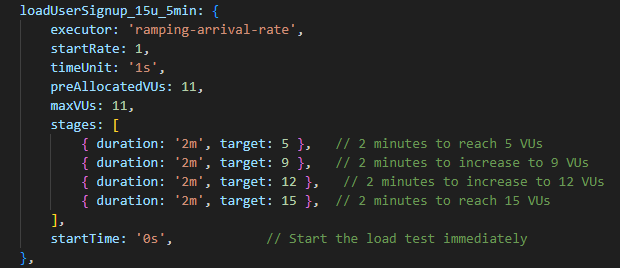 loadUserSignup_15u_5min: {
executor: 'ramping-arrival-rate',
startRate: 1,
timeUnit: '1s',
preAllocatedVUs: 11,
maxVUs: 11,
stages: [
{ duration: '2m', target: 5 }, // 2 minutes to reach 5 VUs
{ duration: '2m', target: 9 }, // 2 minutes to increase to 9 VUs
{ duration: '2m', target: 12 }, // 2 minutes to increase to 12 VUs
{ duration: '2m', target: 15 }, // 2 minutes to reach 15 VUs
],
startTime: '0s', // Start the load test immediately
},